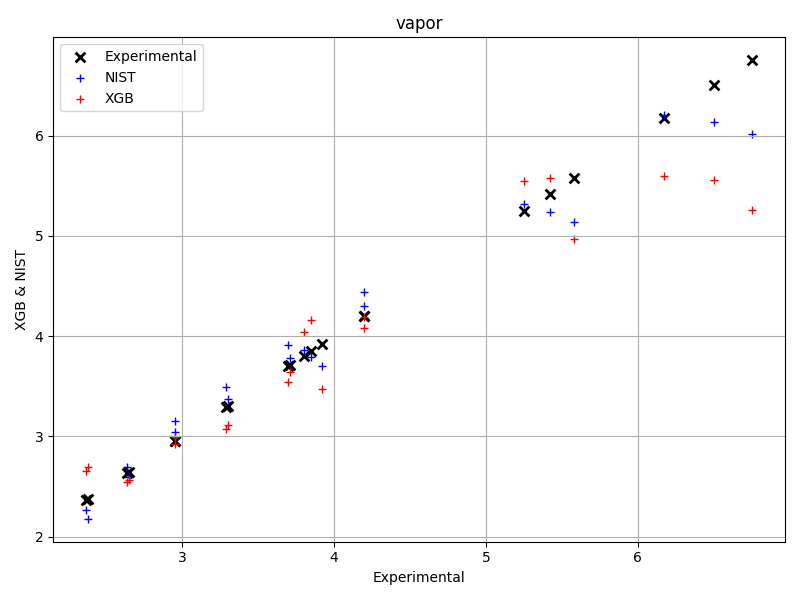 vapor
Experimental
NIST
XGB
6
5
4
3
2
XGB & NIST
3 4 5 6
Experimental